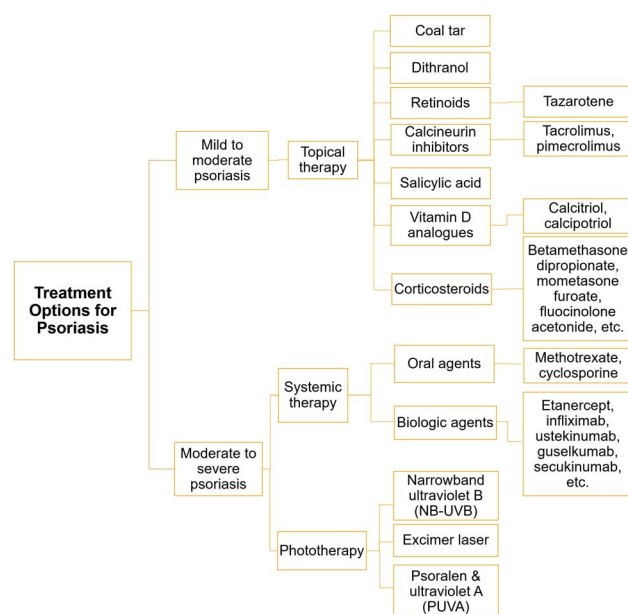 Treatment
Options for
Psoriasis
Mild to
moderate
psoriasis
Topical
therapy
Coal tar
Dithranol
Retinoids
Tazarotene
Calcineurin
inhibitors
Tacrolimus,
pimecrolimus
Salicylic acid
Vitamin D
analogues
Calcitriol,
calcipotriol
Corticosteroids
Betamethasone
dipropionate,
mometasone
furoate,
fluocinolone
acetonide, etc.
Moderate to
severe
psoriasis
Systemic
therapy
Oral agents
Methotrexate,
cyclosporine
Biologic agents
Etanercept,
infliximab,
ustekinumab,
guselkumab,
secukinumab,
etc.
Phototherapy
Narrowband
ultraviolet B
(NB-UVB)
Excimer laser
Psoralen &
ultraviolet A
(PUVA)